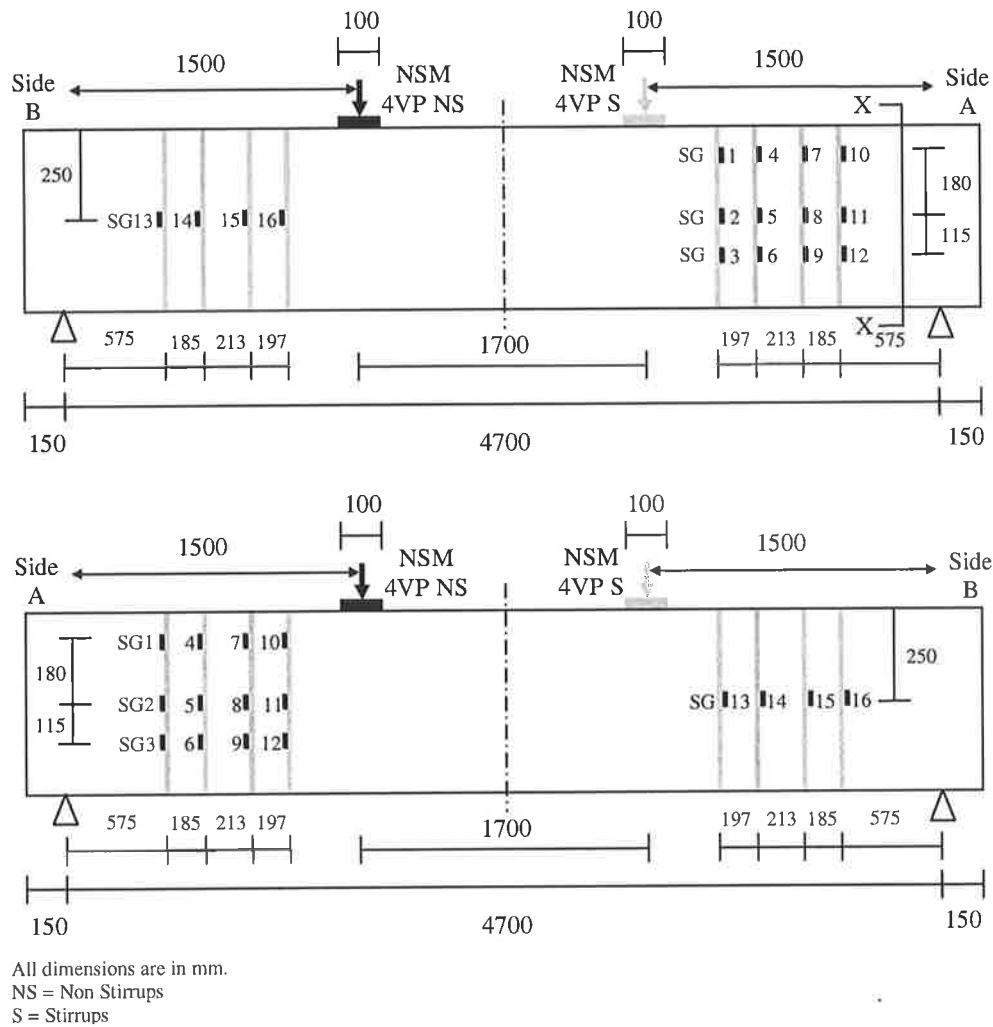 100 100
1500 NSM NSM 1500
Side 4VP NS 4VP S X Side
B A
250 SG 1 4 7 10
180
SG13 14 15 16 SG 2 5 8 11
115
SG 3 6 9 12
X
575 185 213 197 1700 197 213 185 575
150 4700 150
100 100
1500 NSM NSM 1500
Side 4VP NS 4VP S Side
A B
SG1 4 7 10
180 250
SG2 5 8 11 SG 13 14 15 16
115
SG3 6 9 12
575 185 213 197 1700 197 213 185 575
150 4700 150
All dimensions are in mm.
NS = Non Stirrups
S = Stirrups